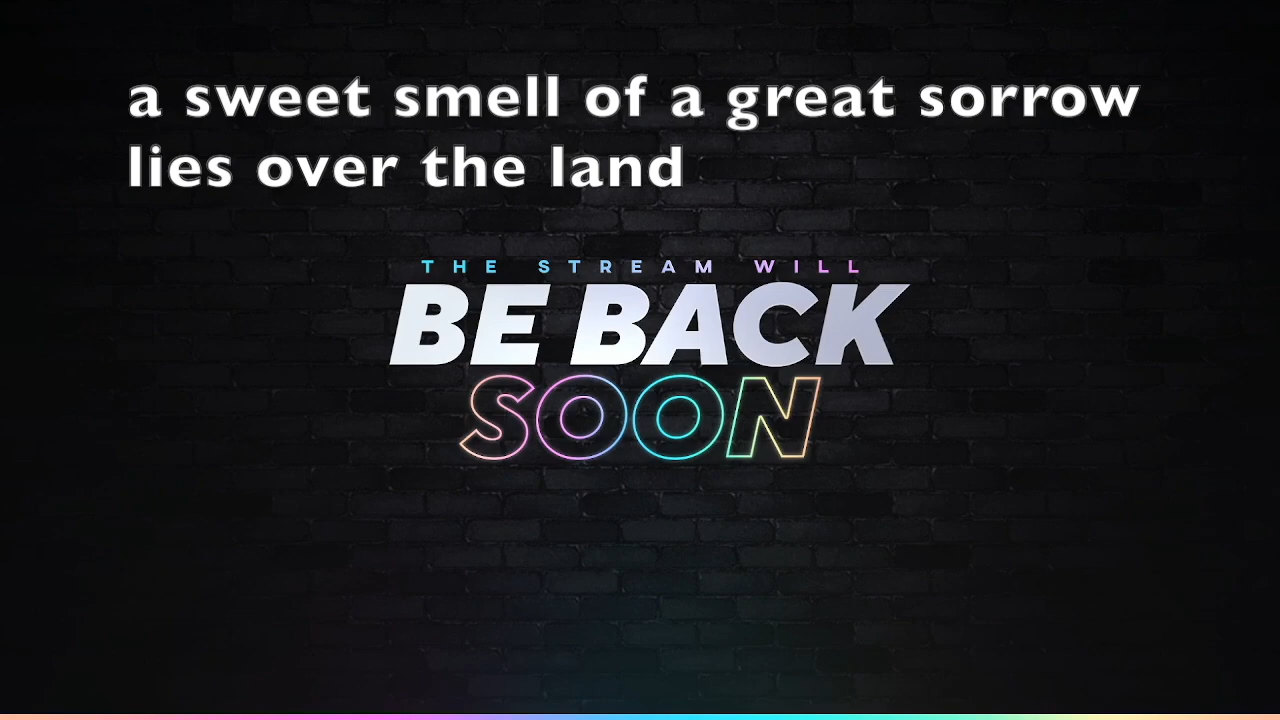 a sweet smell of a great sorrow
lies over the land
THE STREAM WILL
BE BACK
SOON